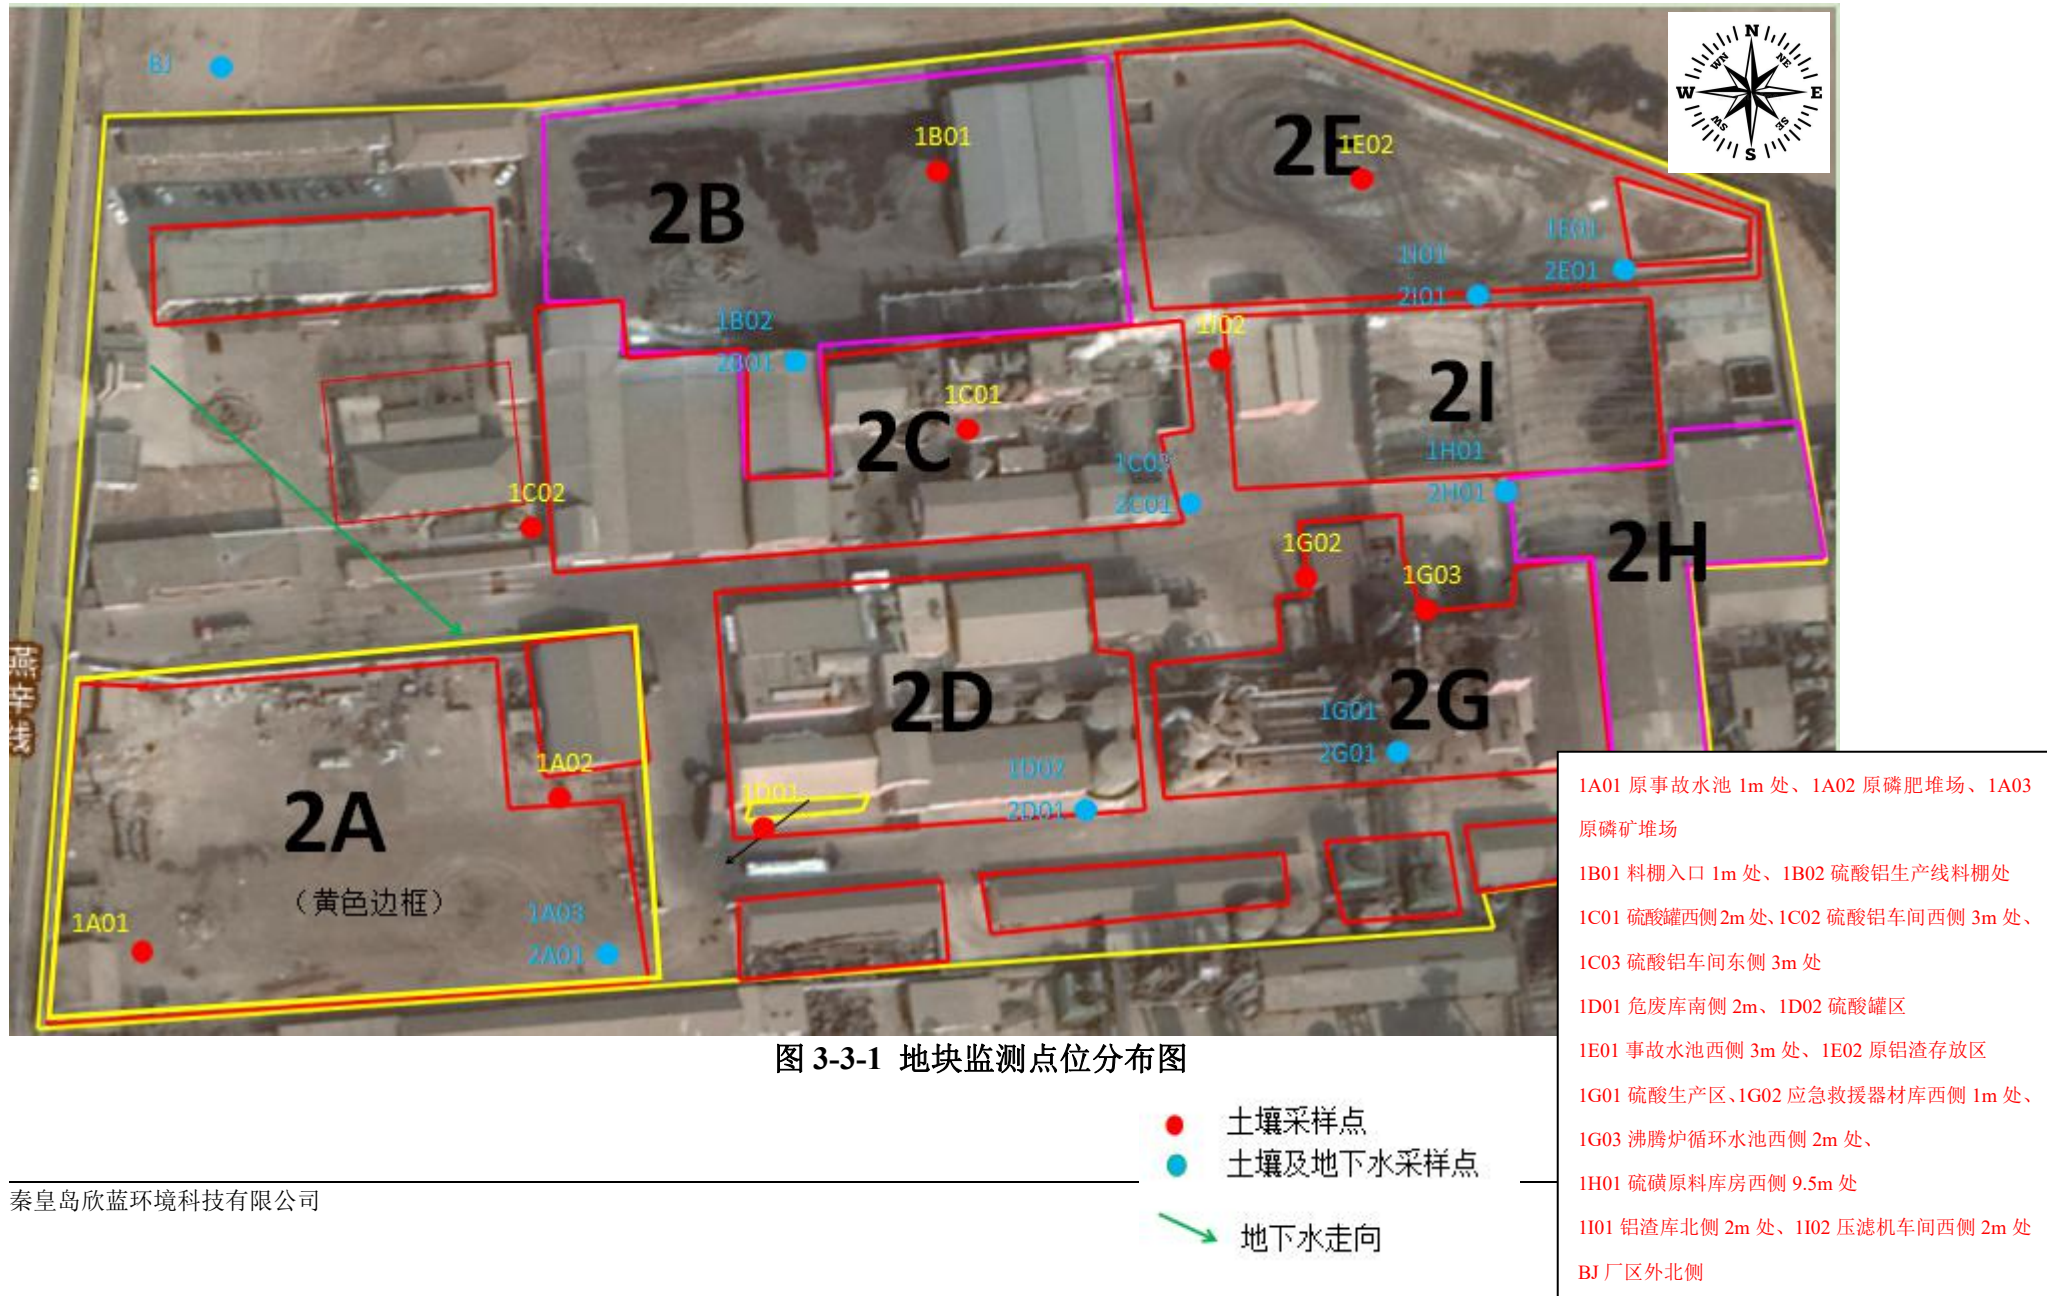 BJ
N
WN
NE
W
E
SW
SE
S
1B01
2B
2E
1E02
1E01
2E01
1I01
2I01
1B02
2B01
1I02
1C01
2C
2I
1H01
2H01
1C03
2C01
1C02
2H
1G02
1G03
2D
2G
1G01
2G01
1A02
1D02
2D01
1D01
2A
（黄色边框）
1A01
1A03
2A01
图 3-3-1 地块监测点位分布图
土壤采样点
土壤及地下水采样点
地下水走向
秦皇岛欣蓝环境科技有限公司
1A01 原事故水池 1m 处、1A02 原磷肥堆场、1A03
原磷矿堆场
1B01 料棚入口 1m 处、1B02 硫酸铝生产线料棚处
1C01 硫酸罐西侧 2m 处、1C02 硫酸铝车间西侧 3m 处、
1C03 硫酸铝车间东侧 3m 处
1D01 危废库南侧 2m、1D02 硫酸罐区
1E01 事故水池西侧 3m 处、1E02 原铝渣存放区
1G01 硫酸生产区、1G02 应急救援器材库西侧 1m 处、
1G03 沸腾炉循环水池西侧 2m 处、
1H01 硫磺原料库房西侧 9.5m 处
1I01 铝渣库北侧 2m 处、1I02 压滤机车间西侧 2m 处
BJ 厂区外北侧